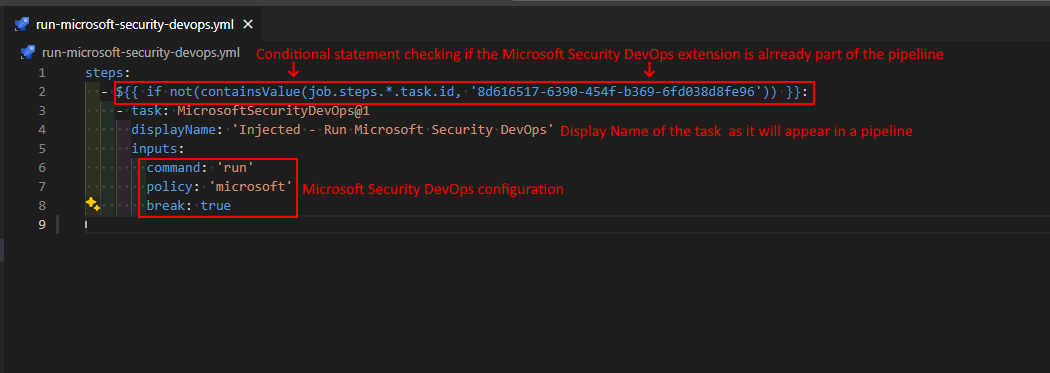 run-microsoft-security-devops.yml
run-microsoft-security-devops.yml
Conditional statement checking if the Microsoft Security DevOps extension is alrready part of the pipeliine
1 steps:
2 - ${{ if not(containsValue(job.steps.*.task.id, '8d616517-6390-454f-b369-6fd038d8fe96')) }}:
3 - task: MicrosoftSecurityDevOps@1
4 displayName: 'Injected - Run Microsoft Security DevOps' Display Name of the task as it will appear in a pipeline
5 inputs:
6 command: 'run'
7 policy: 'microsoft' Microsoft Security DevOps configuration
8 break: true
9